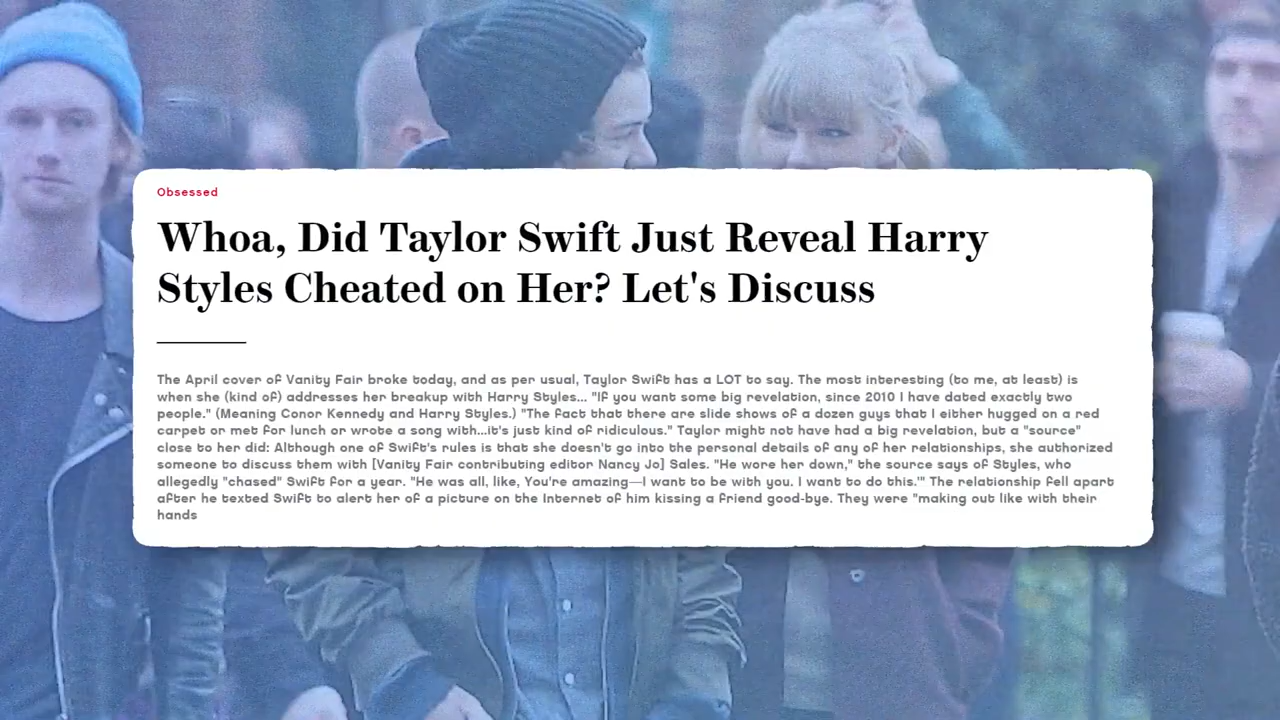 Obsessed
Whoa, Did Taylor Swift Just Reveal Harry
Styles Cheated on Her? Let's Discuss
The April cover of Vanity Fair broke today, and as per usual, Taylor Swift has a LOT to say. The most interesting (to me, at least) is
when she (kind of) addresses her breakup with Harry Styles... "If you want some big revelation, since 2010 I have dated exactly two
people." (Meaning Conor Kennedy and Harry Styles.) "The fact that there are slide shows of a dozen guys that I either hugged on a red
carpet or met for lunch or wrote a song with...it's just kind of ridiculous." Taylor might not have had a big revelation, but a "source"
close to her did: Although one of Swift's rules is that she doesn't go into the personal details of any of her relationships, she authorized
someone to discuss them with [Vanity Fair contributing editor Nancy Jo] Sales. "He wore her down," the source says of Styles, who
allegedly "chased" Swift for a year. "He was all, like, You're amazing—I want to be with you. I want to do this.'" The relationship fell apart
after he texted Swift to alert her of a picture on the Internet of him kissing a friend good-bye. They were "making out like with their
hands